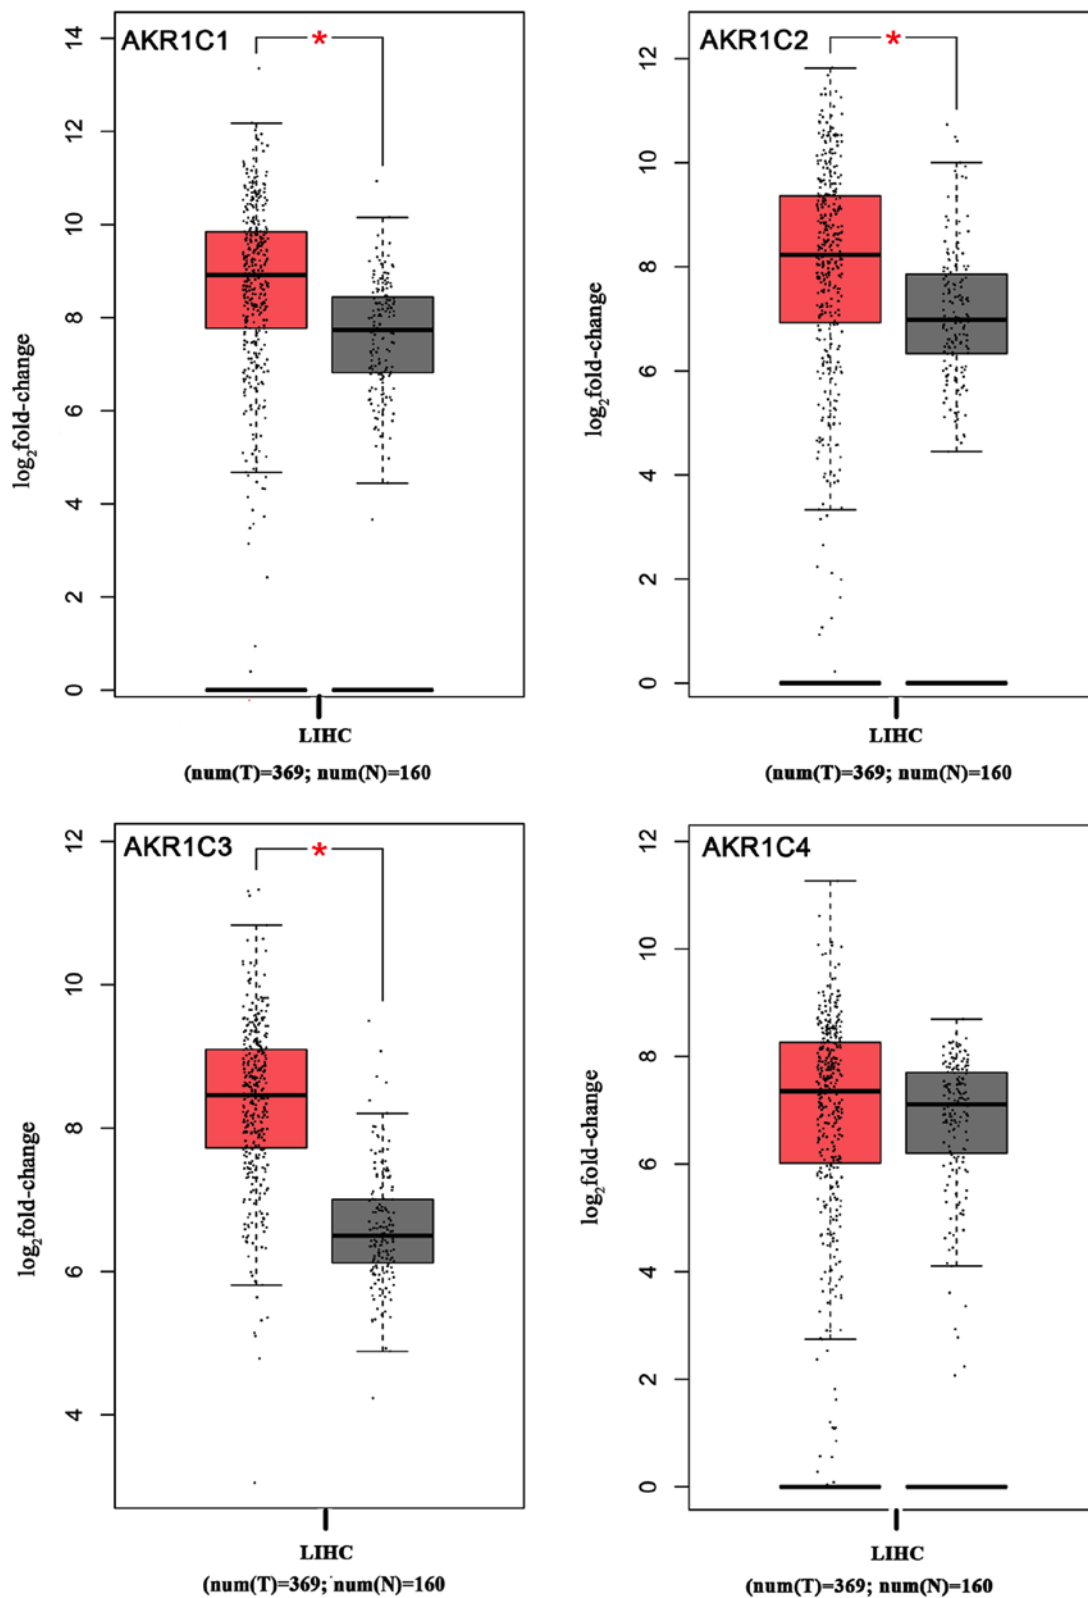 AKR1C1
*
14
12
10
8
6
4
2
0
log2fold-change
LIHC
(num(T)=369; num(N)=160
AKR1C2
*
12
10
8
6
4
2
0
log2fold-change
LIHC
(num(T)=369; num(N)=160
AKR1C3
*
12
10
8
6
4
log2fold-change
LIHC
(num(T)=369; num(N)=160
AKR1C4
12
10
8
6
4
2
0
log2fold-change
LIHC
(num(T)=369; num(N)=160